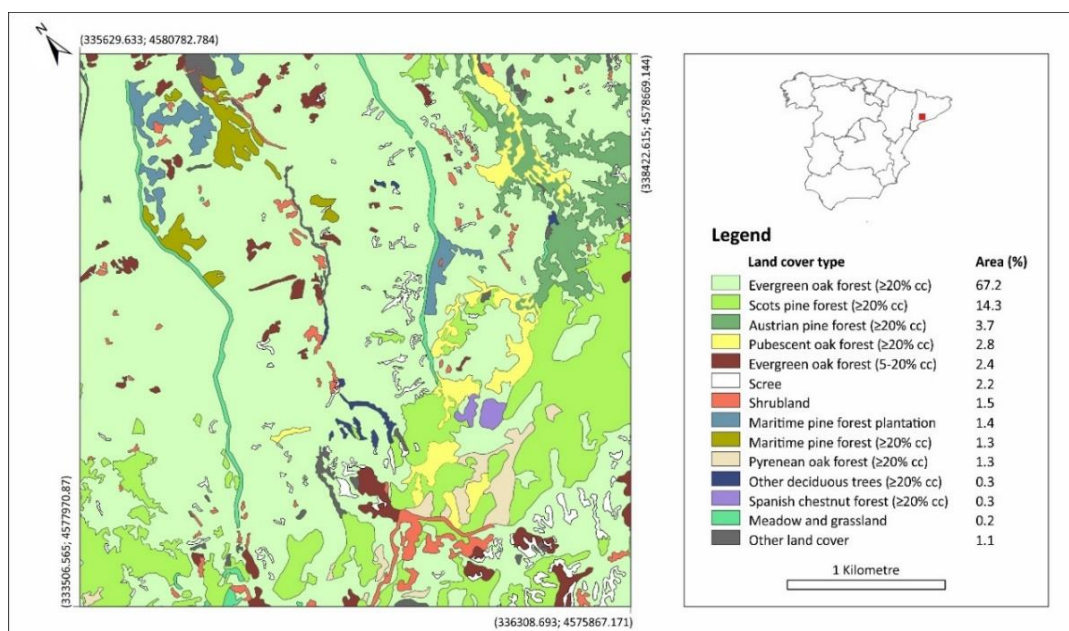 N
(335629.633; 4580782.784)
(338422.615; 4578669.144)
(333506.565; 4577970.87)
(336308.693; 4575867.171)
Legend
Land cover type Area (%)
Evergreen oak forest (≥20% cc) 67.2
Scots pine forest (≥20% cc) 14.3
Austrian pine forest (≥20% cc) 3.7
Pubescent oak forest (≥20% cc) 2.8
Evergreen oak forest (5-20% cc) 2.4
Scree 2.2
Shrubland 1.5
Maritime pine forest plantation 1.4
Maritime pine forest (≥20% cc) 1.3
Pyrenean oak forest (≥20% cc) 1.3
Other deciduous trees (≥20% cc) 0.3
Spanish chestnut forest (≥20% cc) 0.3
Meadow and grassland 0.2
Other land cover 1.1
1 Kilometre